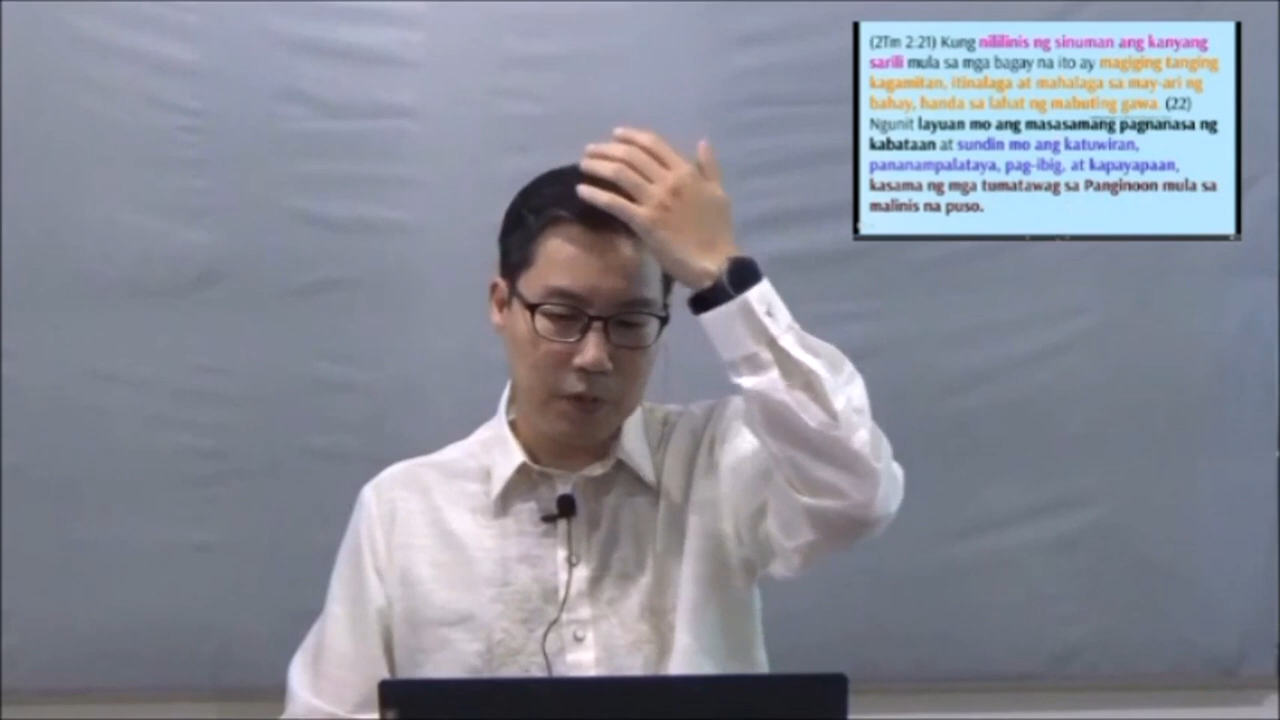 (2Tm 2:21) Kung nililinis ng sinuman ang kanyang
sarili mula sa mga bagay na ito ay magiging tanging
kagamitan, itinalaga at mahalaga sa may-ari ng
bahay, handa sa lahat ng mabuting gawa. (22)
Ngunit layuan mo ang masasamang pagnanasa ng
kabataan at sundin mo ang katuwiran,
pananampalataya, pag-ibig, at kapayapaan,
kasama ng mga tumatawag sa Panginoon mula sa
malinis na puso.